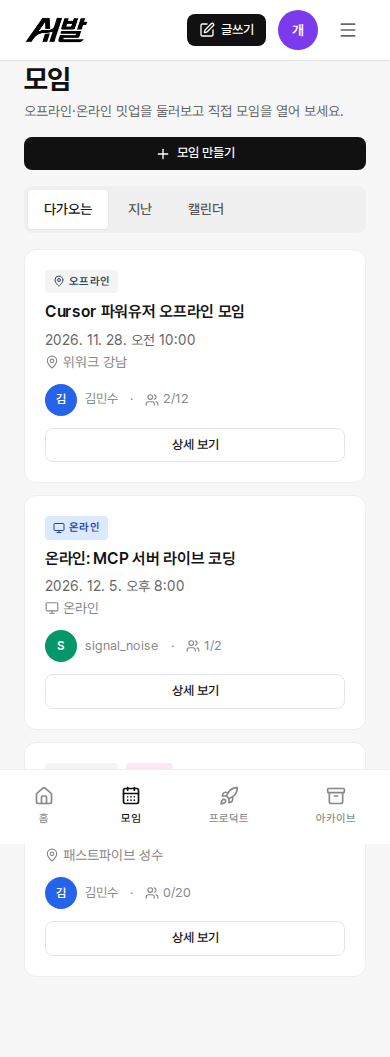 AI발
글쓰기
개
모임
오프라인·온라인 밋업을 둘러보고 직접 모임을 열어 보세요.
모임 만들기
다가오는 지난 캘린더
오프라인
Cursor 파워유저 오프라인 모임
2026. 11. 28. 오전 10:00
위워크 강남
김 김민수 · 2/12
상세 보기
온라인
온라인: MCP 서버 라이브 코딩
2026. 12. 5. 오후 8:00
온라인
S signal_noise · 1/2
상세 보기
홈 모임 프로덕트 아카이브
패스트파이브 성수
김 김민수 · 0/20
상세 보기